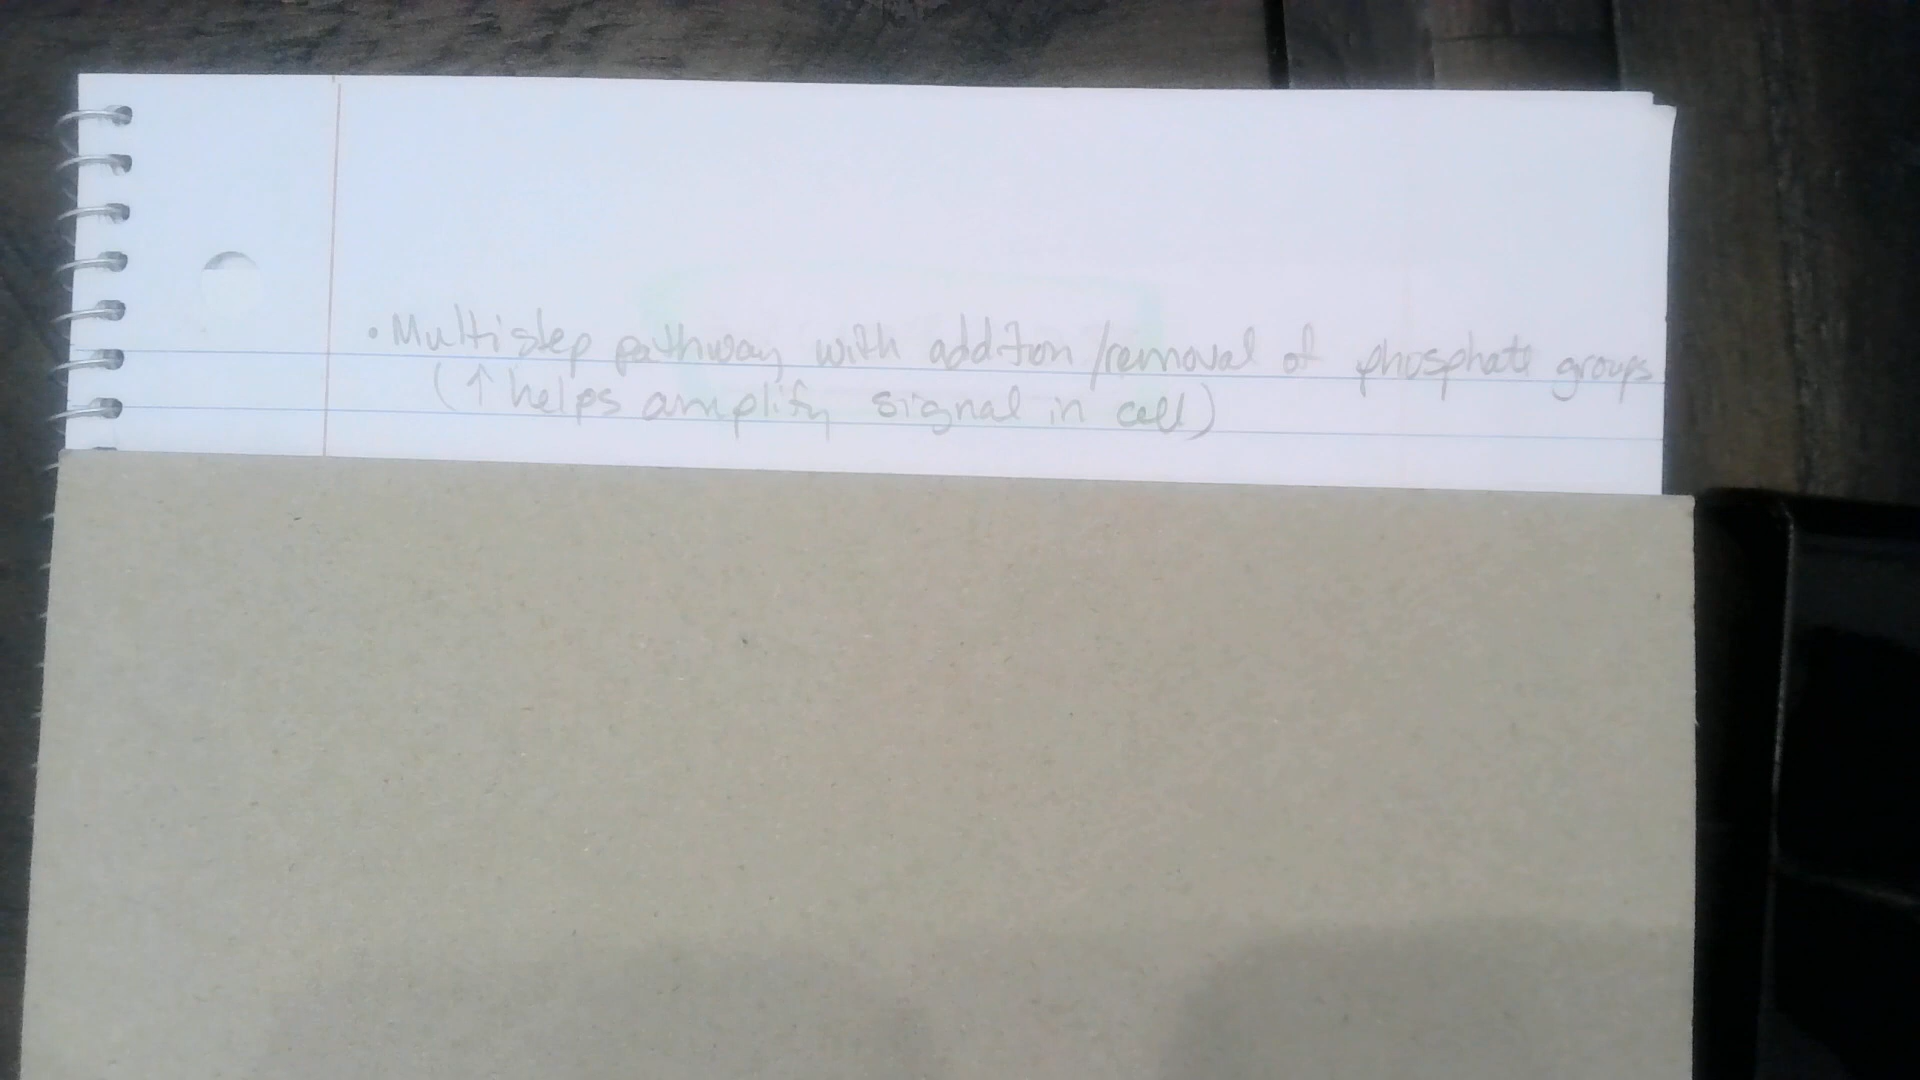 • Multistep pathway with addition/removal of phosphate groups
(↑ helps amplify signal in cell)